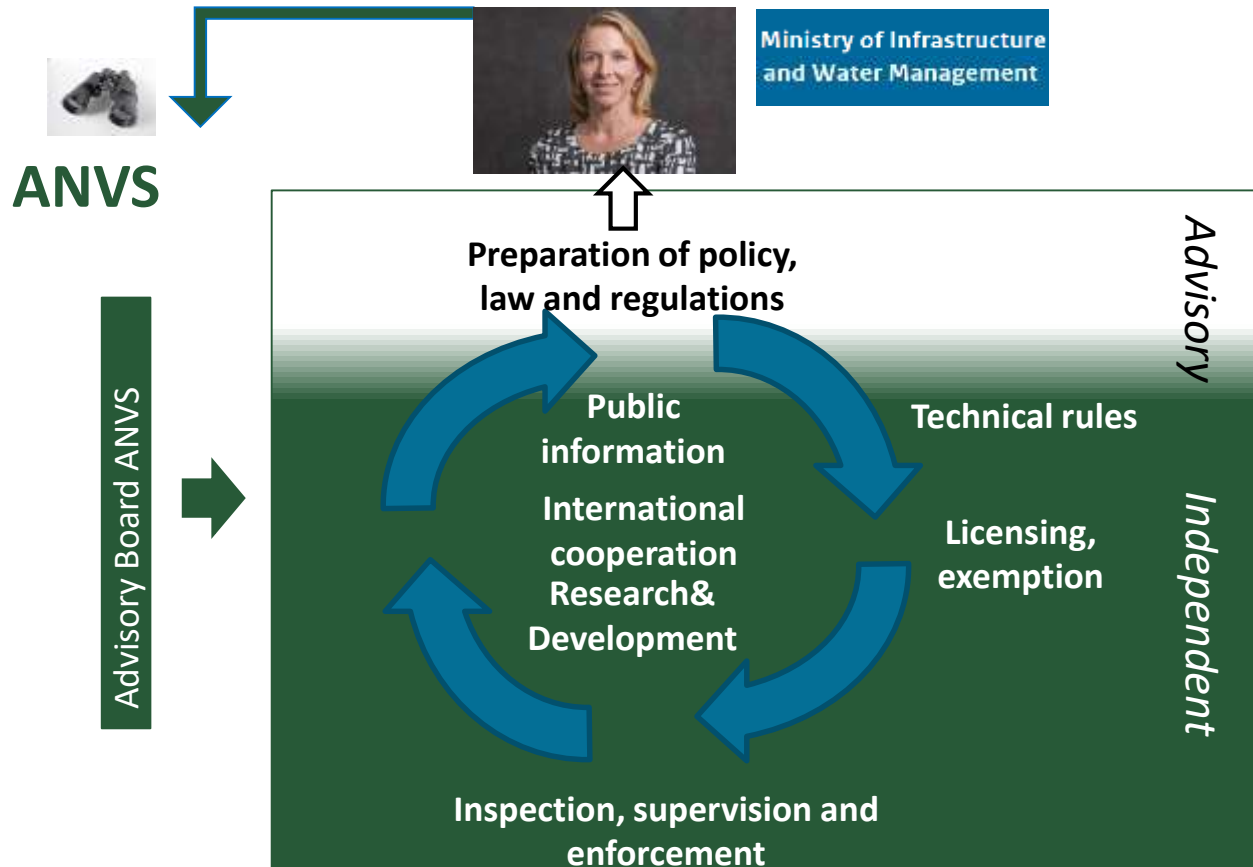 Ministry of Infrastructure
and Water Management
ANVS
Preparation of policy,
law and regulations
Advisory
Public
information
Technical rules
International
cooperation
Research&
Development
Licensing,
exemption
Independent
Advisory Board ANVS
Inspection, supervision and
enforcement